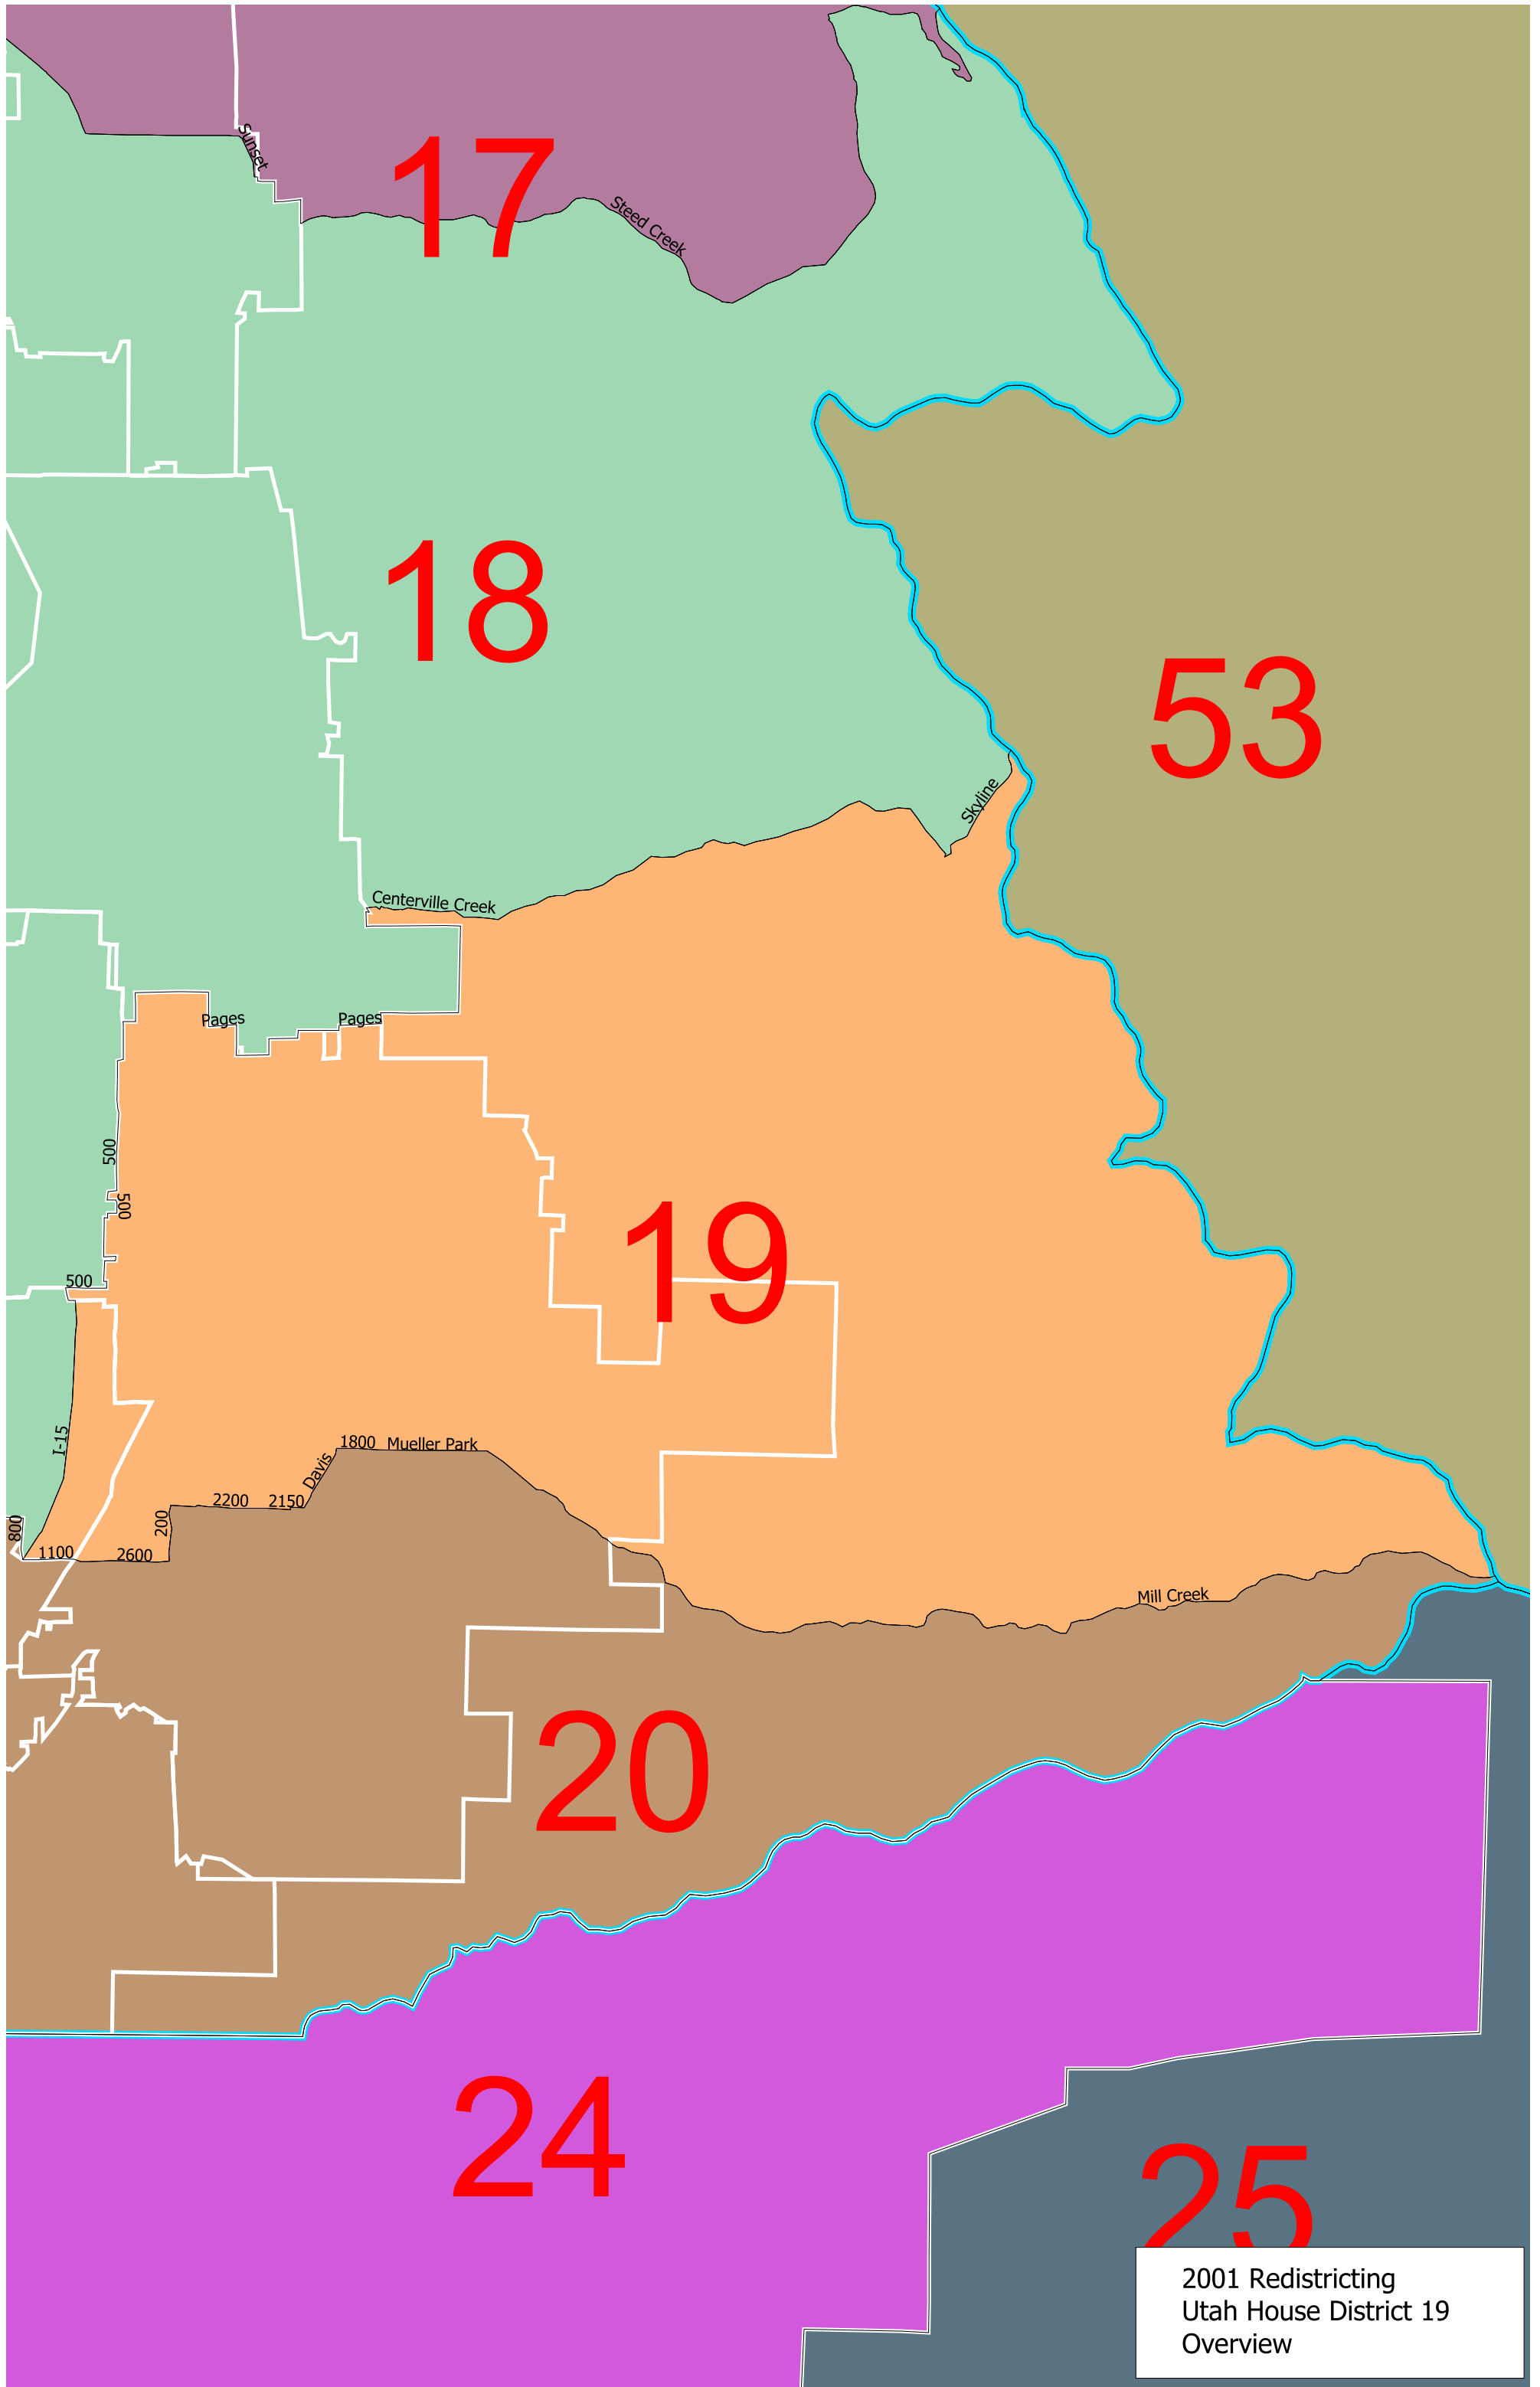 Sunset
17
Steed Creek
18
53
Skyline
Centerville Creek
Pages
Pages
500
500
19
500
I-15
1800
Mueller Park
Davis
2200
2150
200
800
1100
2600
Mill Creek
20
24
25
2001 Redistricting
Utah House District 19
Overview